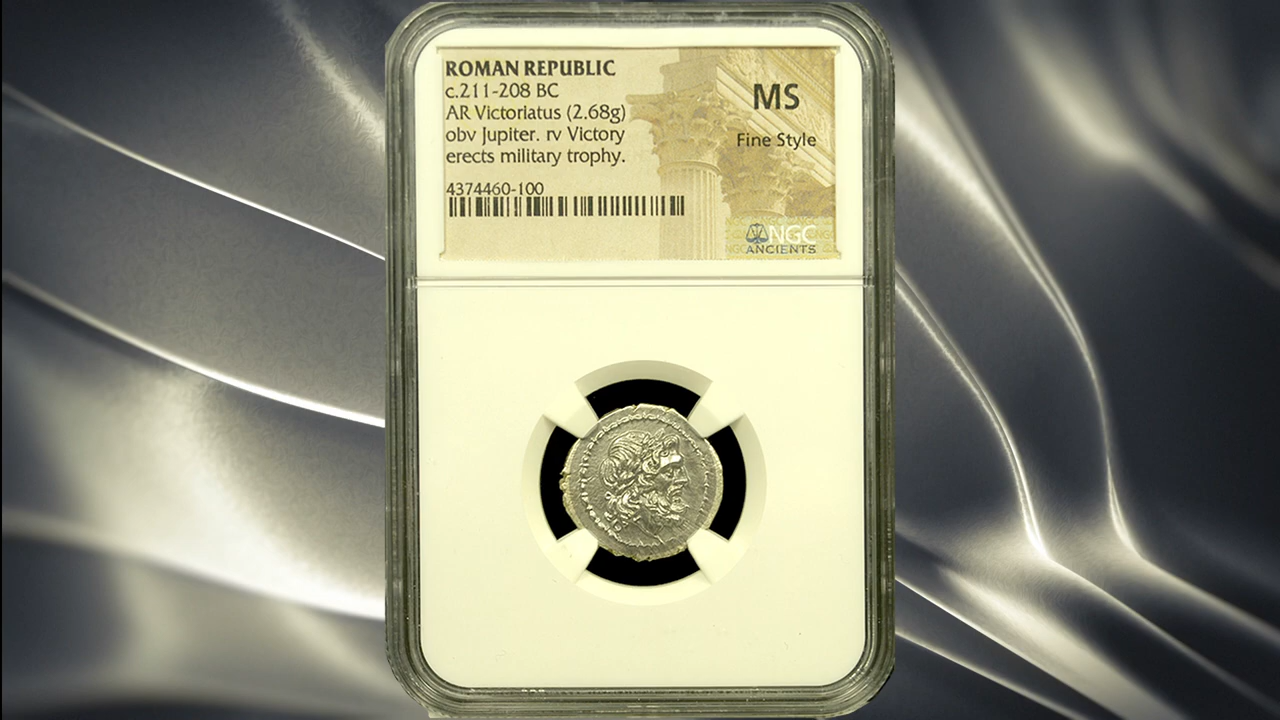 ROMAN REPUBLIC
c.211-208 BC
AR Victoriatus (2.68g)
obv Jupiter. rv Victory
erects military trophy.
4374460-100
MS
Fine Style
NGC
ANCIENTS